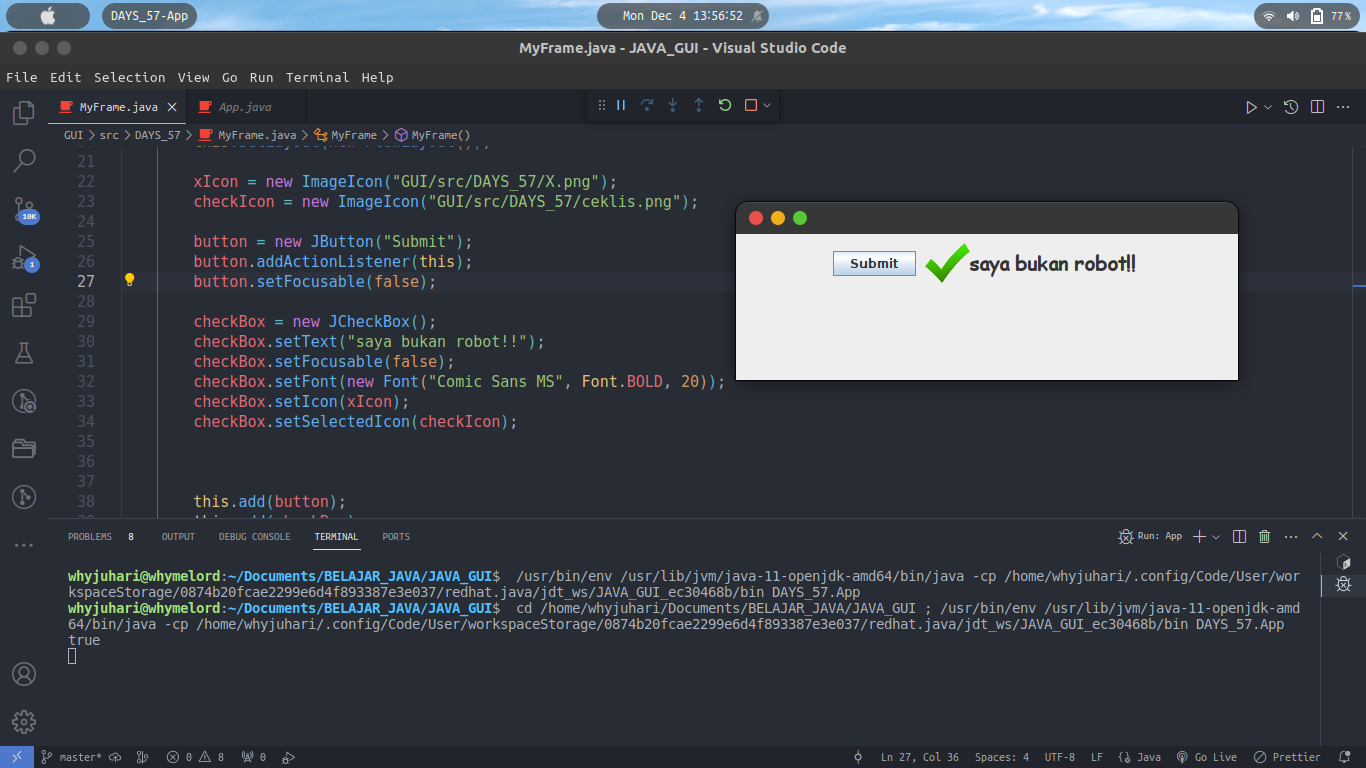 DAYS_57-App
Mon Dec 4 13:56:52
77%
MyFrame.java - JAVA_GUI - Visual Studio Code
File Edit Selection View Go Run Terminal Help
MyFrame.java
App.java
GUI > src > DAYS_57 > MyFrame.java > MyFrame > MyFrame()
21
22 xIcon = new ImageIcon("GUI/src/DAYS_57/X.png");
23 checkIcon = new ImageIcon("GUI/src/DAYS_57/ceklis.png");
24
25 button = new JButton("Submit");
26 button.addActionListener(this);
27 button.setFocusable(false);
28
29 checkBox = new JCheckBox();
30 checkBox.setText("saya bukan robot!!");
31 checkBox.setFocusable(false);
32 checkBox.setFont(new Font("Comic Sans MS", Font.BOLD, 20));
33 checkBox.setIcon(xIcon);
34 checkBox.setSelectedIcon(checkIcon);
35
36
37
38 this.add(button);
Submit saya bukan robot!!
10K
1
PROBLEMS 8 OUTPUT DEBUG CONSOLE TERMINAL PORTS
Run: App
whyjuhari@whymelord:~/Documents/BELAJAR_JAVA/JAVA_GUI$ /usr/bin/env /usr/lib/jvm/java-11-openjdk-amd64/bin/java -cp /home/whyjuhari/.config/Code/User/wor
kspaceStorage/0874b20fcae2299e6d4f893387e3e037/redhat.java/jdt_ws/JAVA_GUI_ec30468b/bin DAYS_57.App
whyjuhari@whymelord:~/Documents/BELAJAR_JAVA/JAVA_GUI$ cd /home/whyjuhari/Documents/BELAJAR_JAVA/JAVA_GUI ; /usr/bin/env /usr/lib/jvm/java-11-openjdk-amd
64/bin/java -cp /home/whyjuhari/.config/Code/User/workspaceStorage/0874b20fcae2299e6d4f893387e3e037/redhat.java/jdt_ws/JAVA_GUI_ec30468b/bin DAYS_57.App
true
master* 0 8 0 Ln 27, Col 36 Spaces: 4 UTF-8 LF Java Go Live Prettier